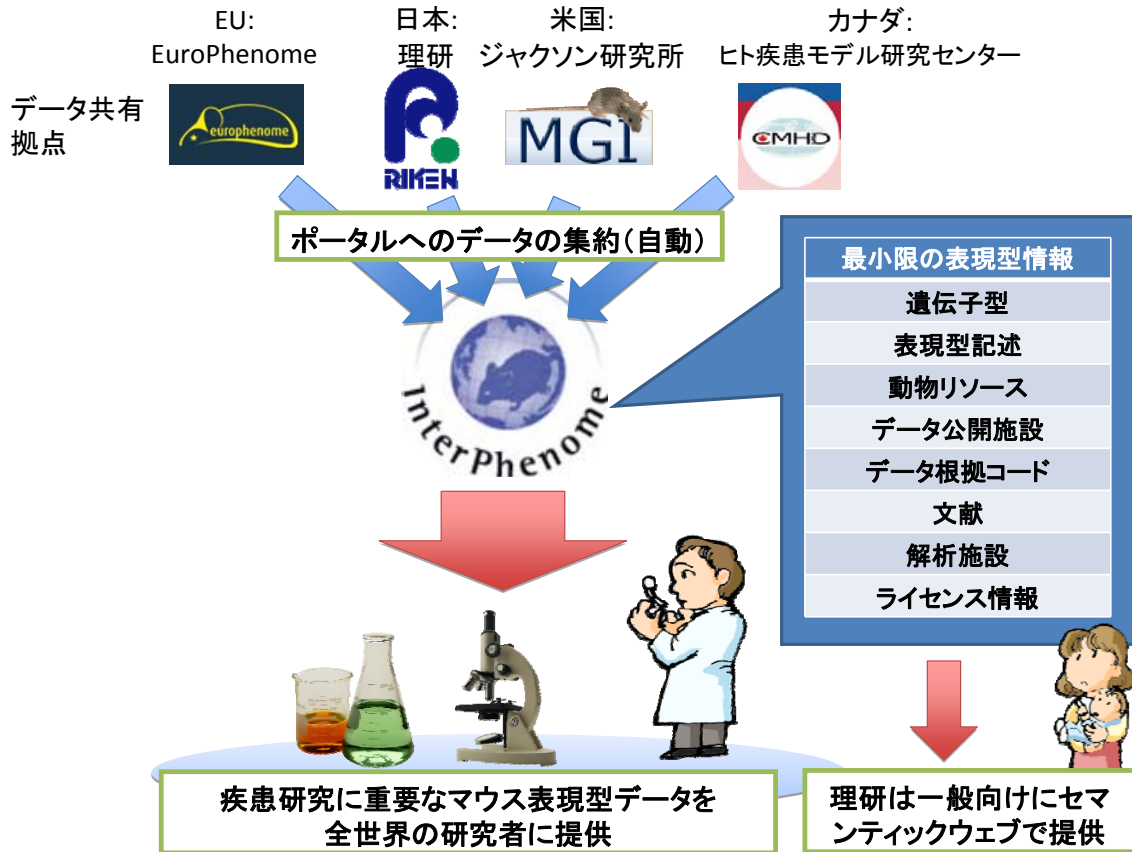 EU:
EuroPhenome
日本:
理研
米国:
ジャクソン研究所
カナダ:
ヒト疾患モデル研究センター
データ共有
拠点
europhenome
RIKEN
MGI
CMHD
ポータルへのデータの集約(自動)
InterPhenome
最小限の表現型情報
遺伝子型
表現型記述
動物リソース
データ公開施設
データ根拠コード
文献
解析施設
ライセンス情報
疾患研究に重要なマウス表現型データを
全世界の研究者に提供
理研は一般向けにセマ
ンティックウェブで提供